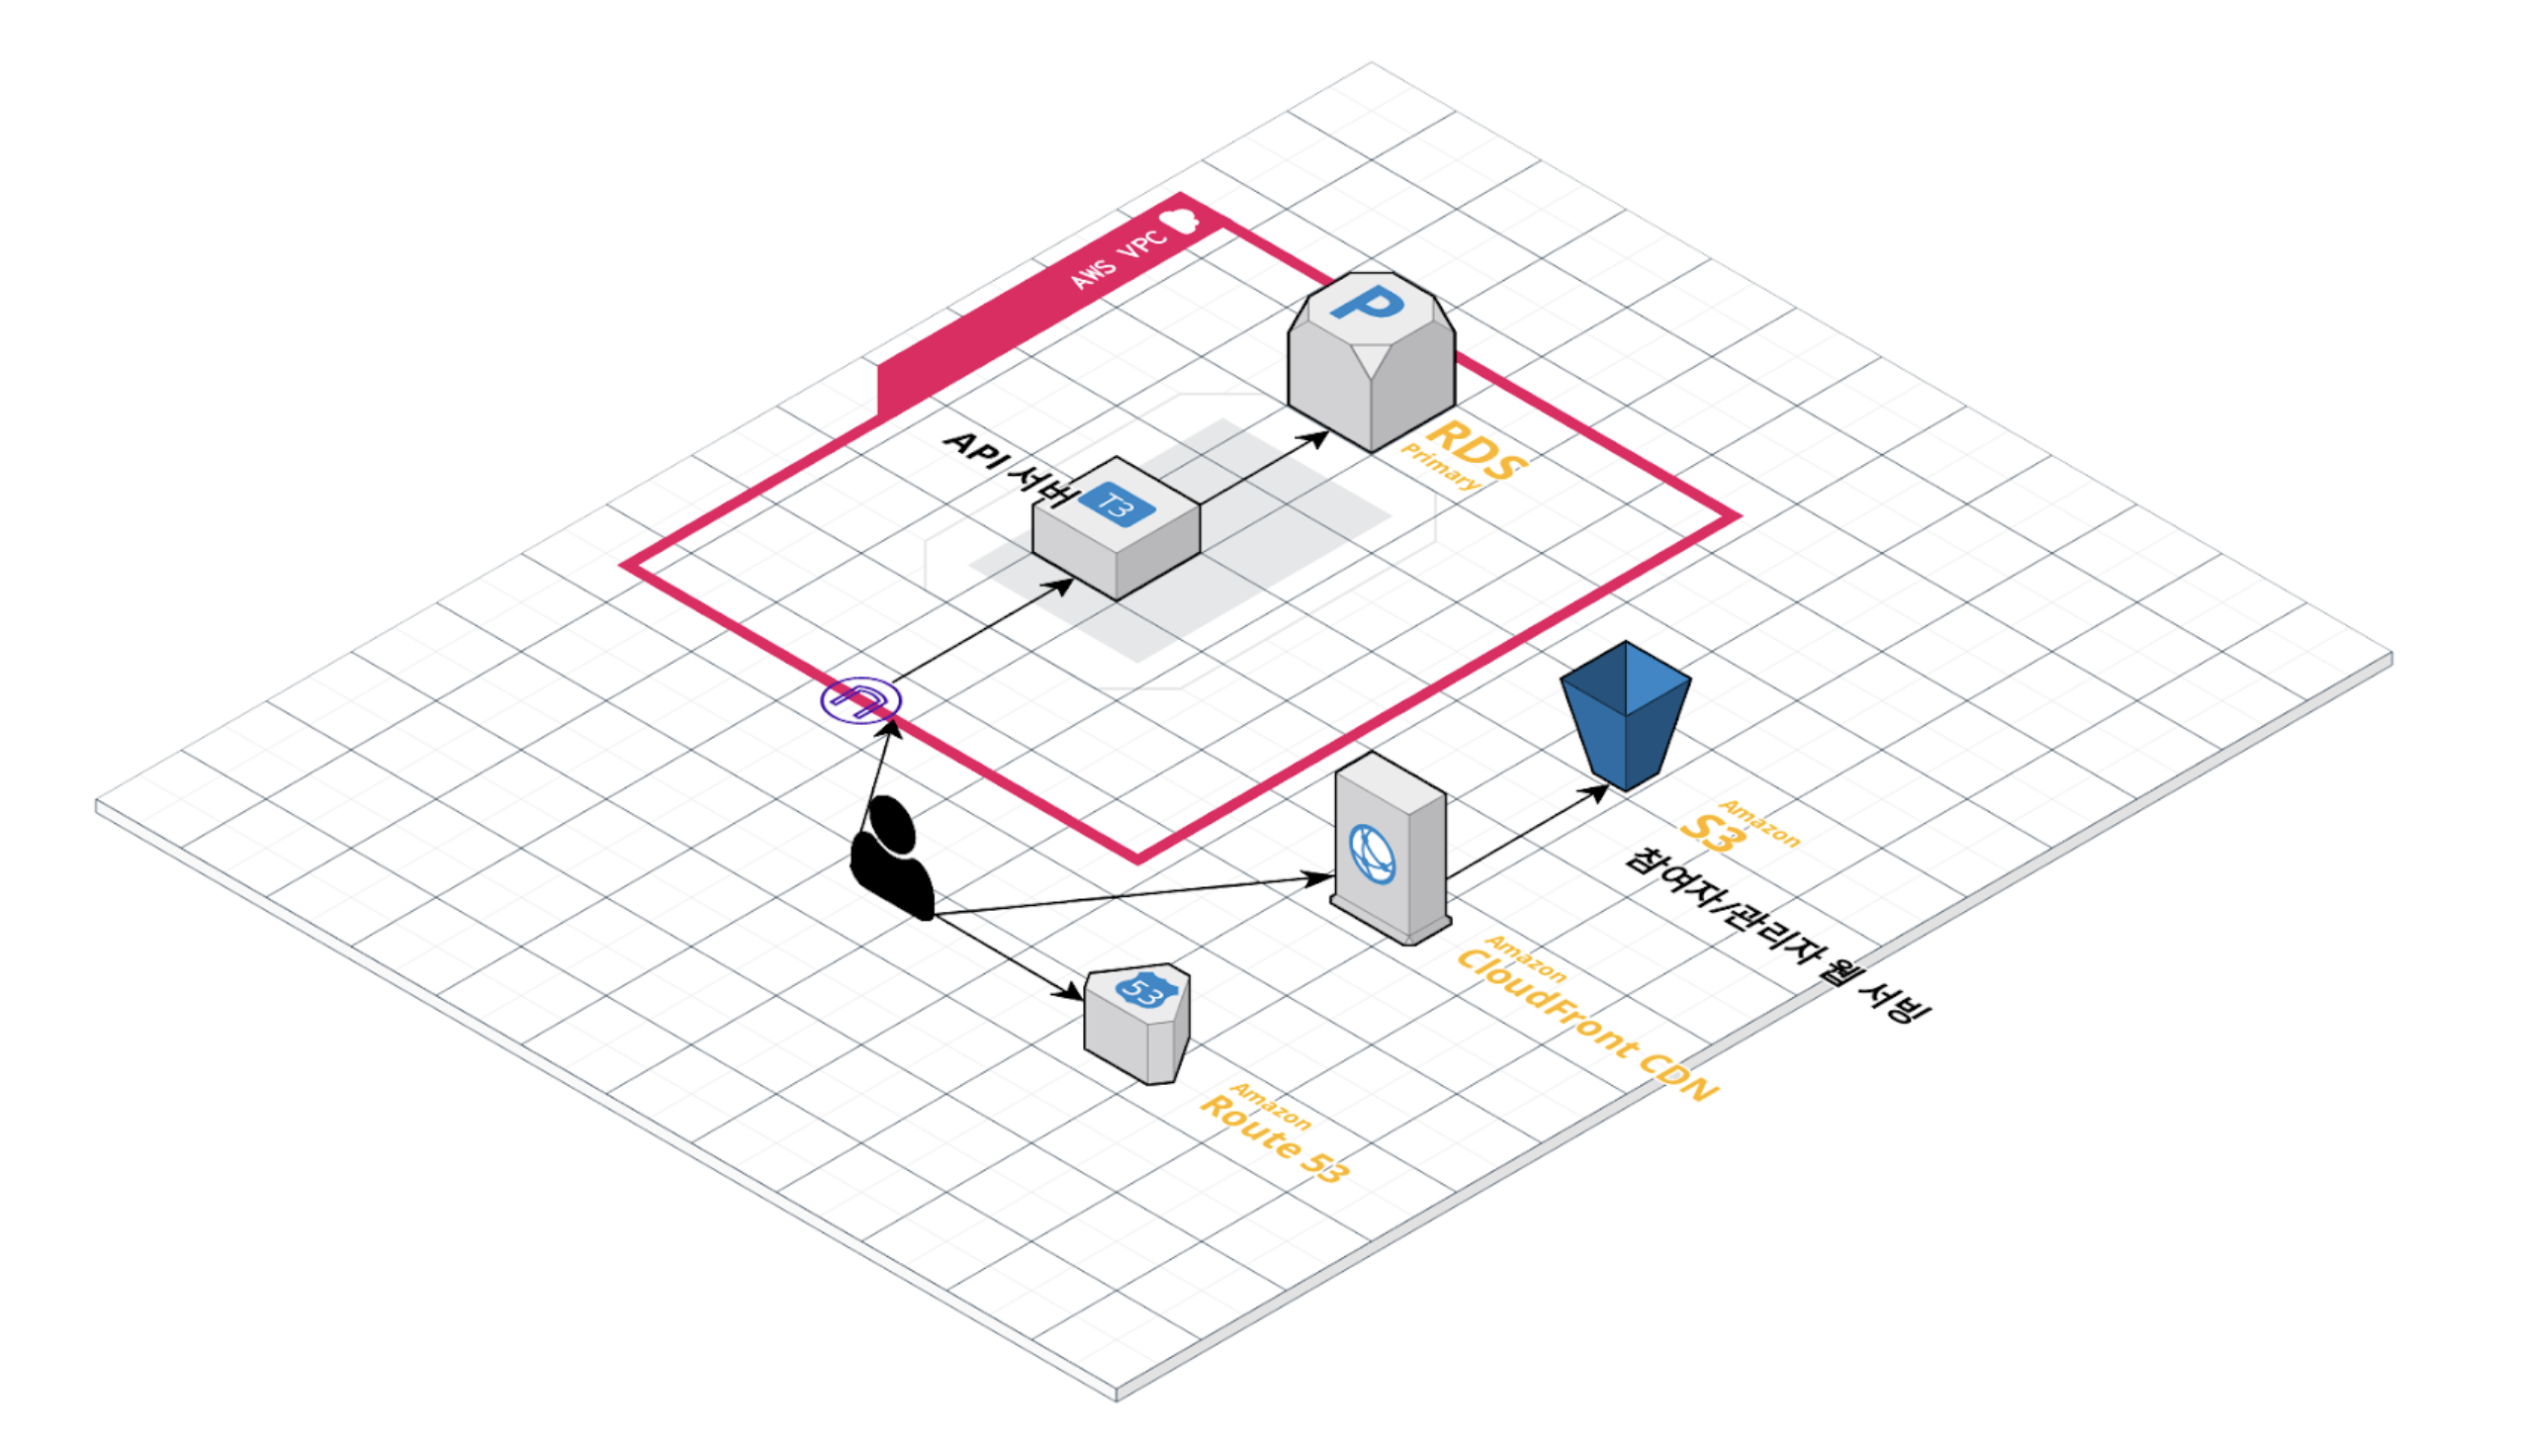 AWS VPC
P
RDS
Primary
API 서버
T3
Amazon
S3
참여자/관리자 웹 서빙
Amazon
CloudFront CDN
53
Amazon
Route 53